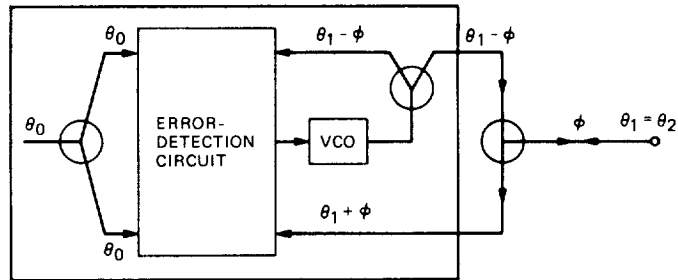 θ0
θ1 − φ
θ1 − φ
θ0
ERROR-
DETECTION
CIRCUIT
VCO
φ
θ1 = θ2
θ1 + φ
θ0